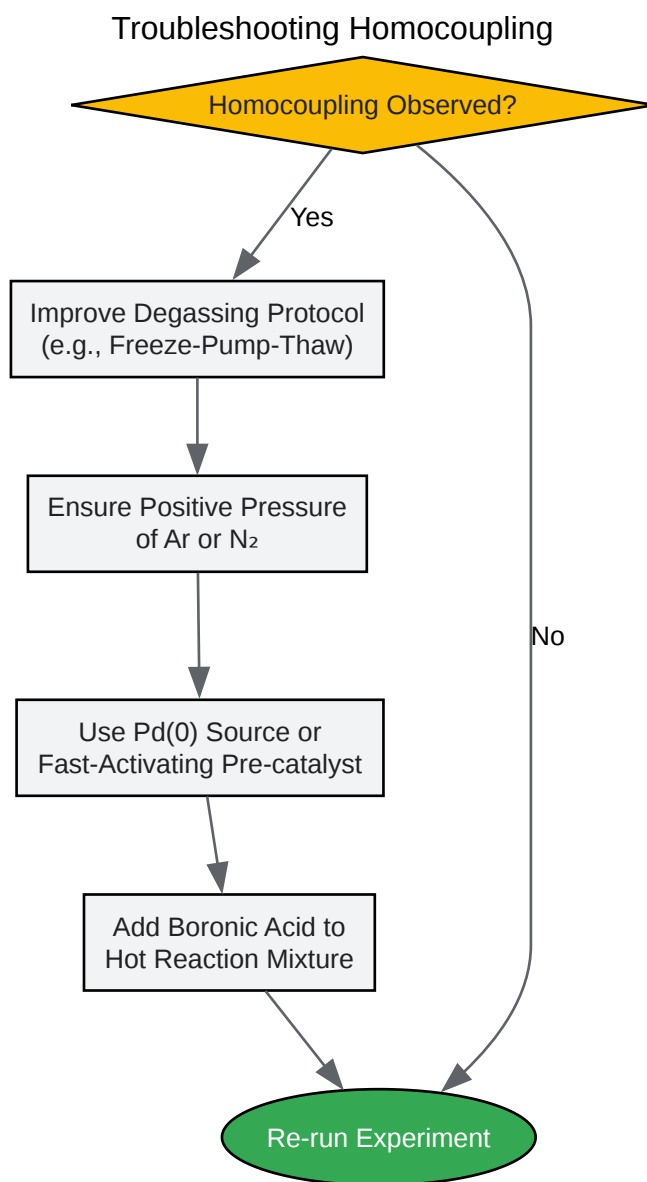 Troubleshooting Homocoupling
Homocoupling Observed?
Yes
Improve Degassing Protocol
(e.g., Freeze-Pump-Thaw)
Ensure Positive Pressure
of Ar or N₂
No
Use Pd(0) Source or
Fast-Activating Pre-catalyst
Add Boronic Acid to
Hot Reaction Mixture
Re-run Experiment